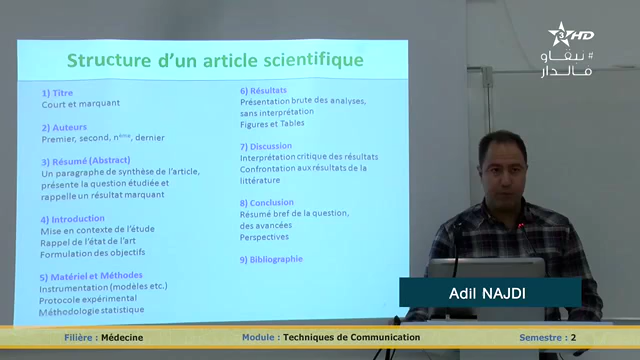 3 HD
#نبقاو
فالدار
Structure d'un article scientifique
1) Titre
Court et marquant
2) Auteurs
Premier, second, nème, dernier
3) Résumé (Abstract)
Un paragraphe de synthèse de l'article,
présente la question étudiée et
rappelle un résultat marquant
4) Introduction
Mise en contexte de l'étude
Rappel de l'état de l'art
Formulation des objectifs
5) Matériel et Méthodes
Instrumentation (modèles etc.)
Protocole expérimental
Méthodologie statistique
6) Résultats
Présentation brute des analyses,
sans interprétation
Figures et Tables
7) Discussion
Interprétation critique des résultats
Confrontation aux résultats de la
littérature
8) Conclusion
Résumé bref de la question,
des avancées
Perspectives
9) Bibliographie
Adil NAJDI
Filière : Médecine
Module : Techniques de Communication
Semestre : 2